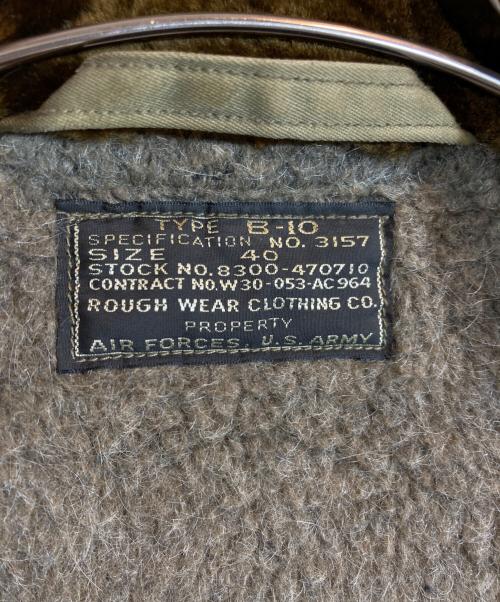 TYPE B-10
SPECIFICATION NO. 3157
SIZE 40
STOCK NO. 8300-470710
CONTRACT NO. W30-053-AC964
ROUGH WEAR CLOTHING CO.
PROPERTY
AIR FORCES, U.S. ARMY